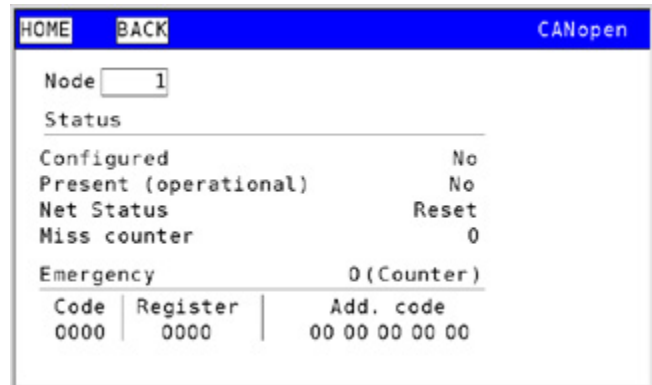 HOME BACK CANopen
Node 1
Status
Configured No
Present (operational) No
Net Status Reset
Miss counter 0
Emergency 0(Counter)
Code Register Add. code
0000 0000 00 00 00 00 00